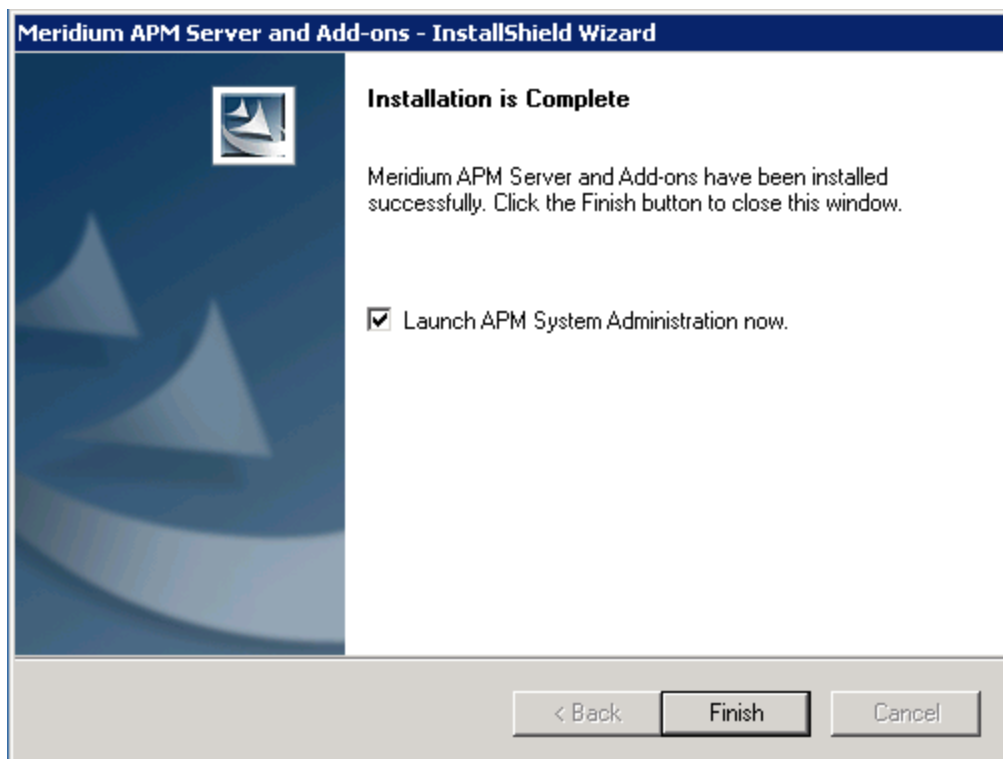 Meridium APM Server and Add-ons - InstallShield Wizard
Installation is Complete
Meridium APM Server and Add-ons have been installed
successfully. Click the Finish button to close this window.
Launch APM System Administration now.
< Back
Finish
Cancel